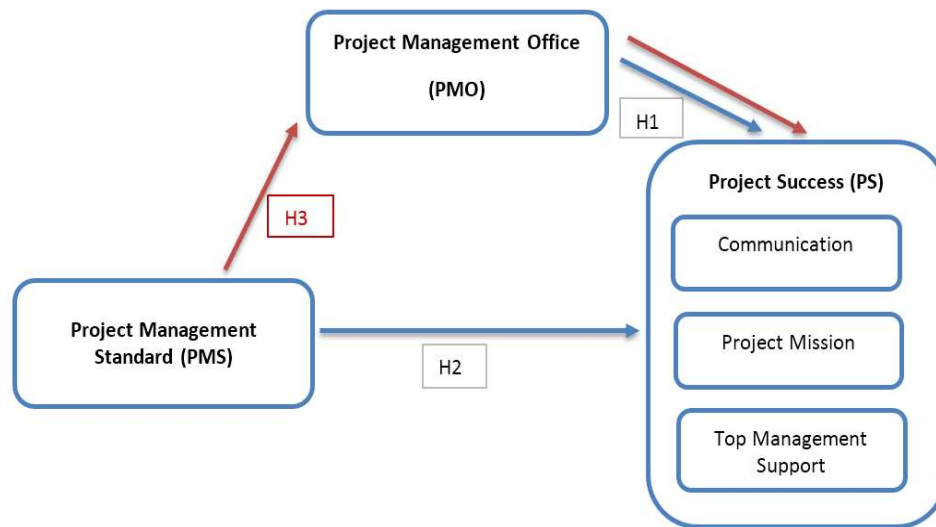 Project Management Office
(PMO)
H1
Project Success (PS)
Communication
H3
Project Management
Standard (PMS)
Project Mission
H2
Top Management
Support